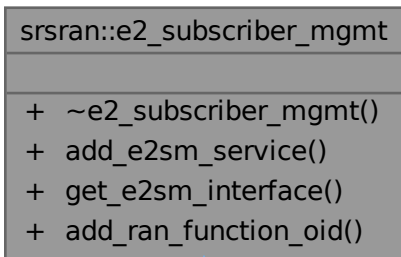 srsran::e2_subscriber_mgmt
+ ~e2_subscriber_mgmt()
+ add_e2sm_service()
+ get_e2sm_interface()
+ add_ran_function_oid()